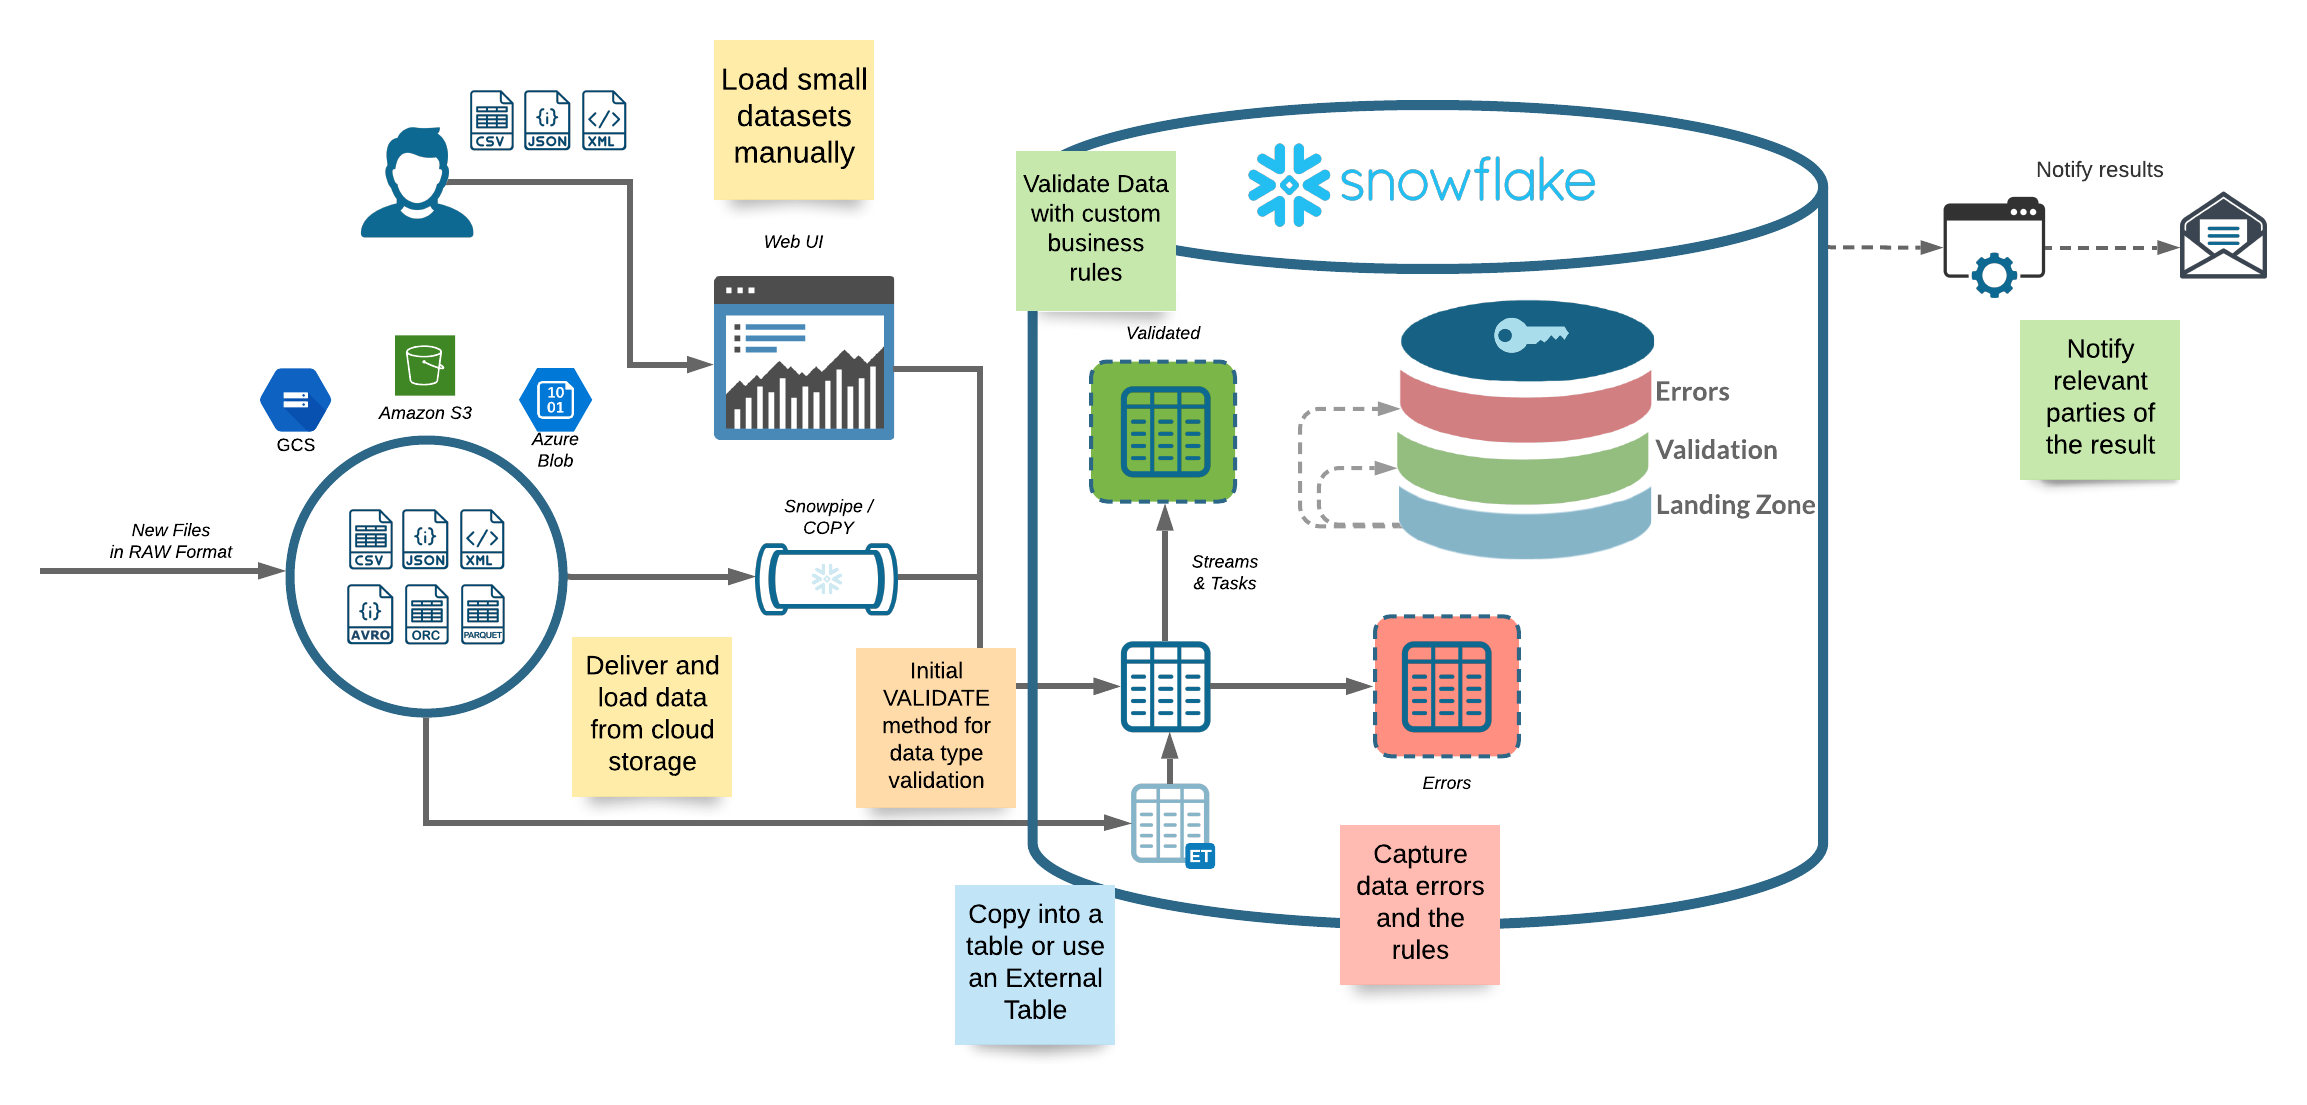 Load small
datasets
manually
CSV
JSON
XML
Web UI
GCS
Amazon S3
10
01
Azure
Blob
New Files
in RAW Format
CSV
JSON
XML
AVRO
ORC
PARQUET
Snowpipe /
COPY
Deliver and
load data
from cloud
storage
Initial
VALIDATE
method for
data type
validation
Validate Data
with custom
business
rules
snowflake
Validated
Streams
& Tasks
Errors
Validation
Landing Zone
Errors
ET
Copy into a
table or use
an External
Table
Capture
data errors
and the
rules
Notify results
Notify
relevant
parties of
the result